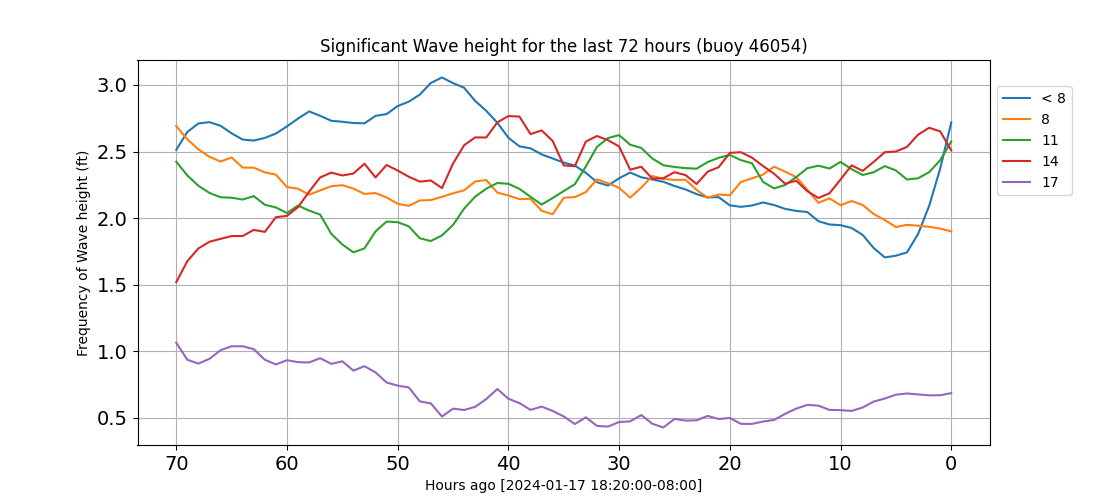 Significant Wave height for the last 72 hours (buoy 46054)
Frequency of Wave height (ft)
3.0
2.5
2.0
1.5
1.0
0.5
70 60 50 40 30 20 10 0
Hours ago [2024-01-17 18:20:00-08:00]
< 8
8
11
14
17